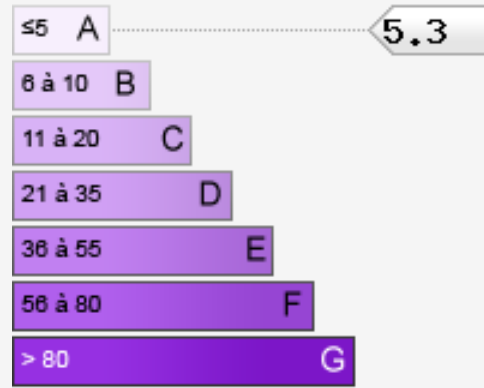 ≤5 A 5.3
6 à 10 B
11 à 20 C
21 à 35 D
36 à 55 E
56 à 80 F
> 80 G